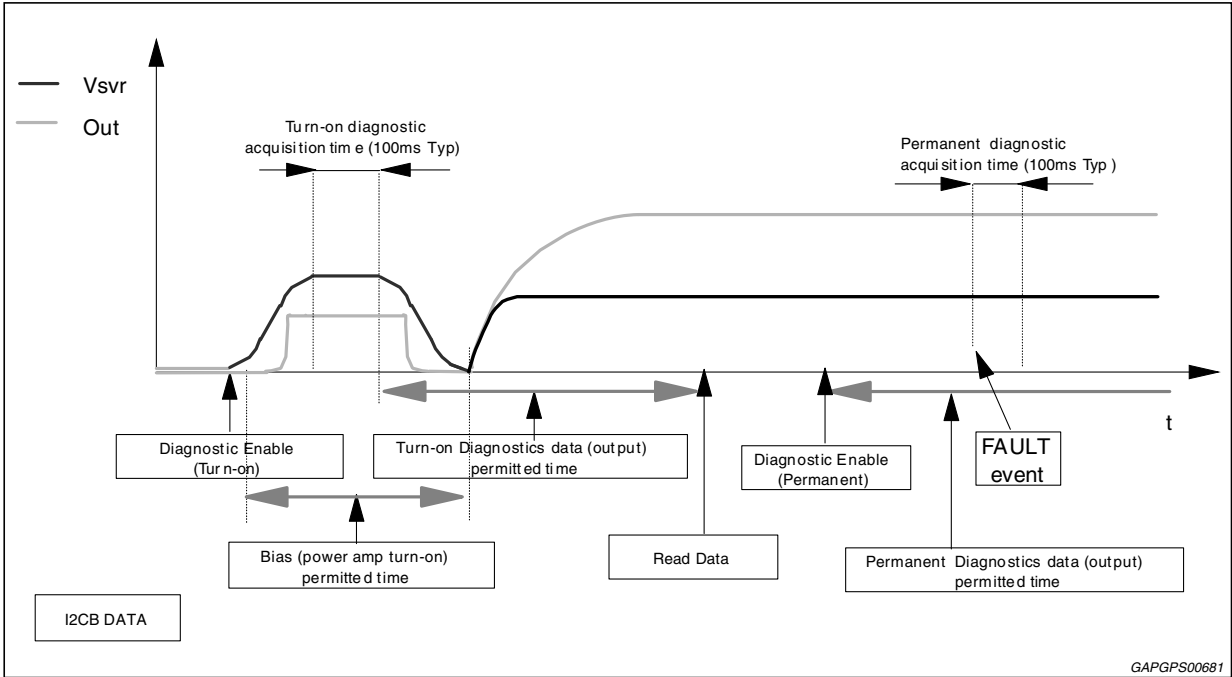 Vsvr
Out
Turn-on diagnostic
acquisition time (100ms Typ)
Permanent diagnostic
acquisition time (100ms Typ)
t
Diagnostic Enable
(Turn-on)
Turn-on Diagnostics data (output)
permitted time
Diagnostic Enable
(Permanent)
FAULT
event
Bias (power amp turn-on)
permitted time
Read Data
Permanent Diagnostics data (output)
permitted time
I2CB DATA
GAPGPS00681